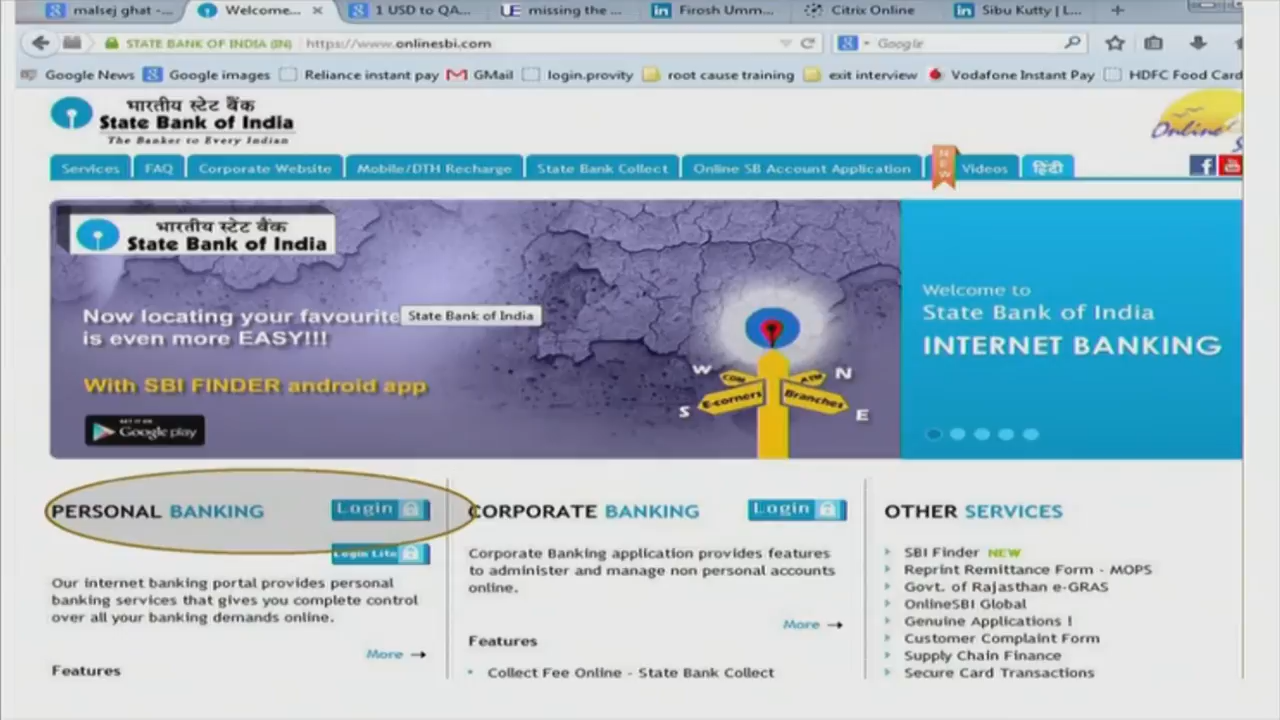 malsej ghat -...
Welcome...
1 USD to QA...
missing the ...
Firosh Umm...
Citrix Online
Sibu Kutty | L...
STATE BANK OF INDIA (IN) https://www.onlinesbi.com
Google
Google News
Google images
Reliance instant pay
GMail
login.provity
root cause training
exit interview
Vodafone Instant Pay
HDFC Food Card
भारतीय स्टेट बैंक
State Bank of India
The Banker to Every Indian
Online
Services
FAQ
Corporate Website
Mobile/DTH Recharge
State Bank Collect
Online SB Account Application
NEW
Videos
हिंदी
भारतीय स्टेट बैंक
State Bank of India
Now locating your favourite
State Bank of India
is even more EASY!!!
With SBI FINDER android app
GET IT ON
Google play
W
N
CDM
ATM
E-corners
Branches
S
E
Welcome to
State Bank of India
INTERNET BANKING
PERSONAL BANKING
Login
Login Lite
Our internet banking portal provides personal
banking services that gives you complete control
over all your banking demands online.
More
Features
CORPORATE BANKING
Login
Corporate Banking application provides features
to administer and manage non personal accounts
online.
More
Features
Collect Fee Online - State Bank Collect
OTHER SERVICES
SBI Finder NEW
Reprint Remittance Form - MOPS
Govt. of Rajasthan e-GRAS
OnlineSBI Global
Genuine Applications !
Customer Complaint Form
Supply Chain Finance
Secure Card Transactions